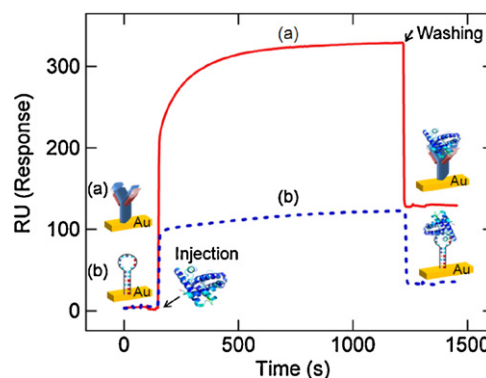 (a)
Washing
300
200
100
0
RU (Response)
(a)
Au
(b)
Au
(b)
Injection
Au
Au
0
500
1000
1500
Time (s)